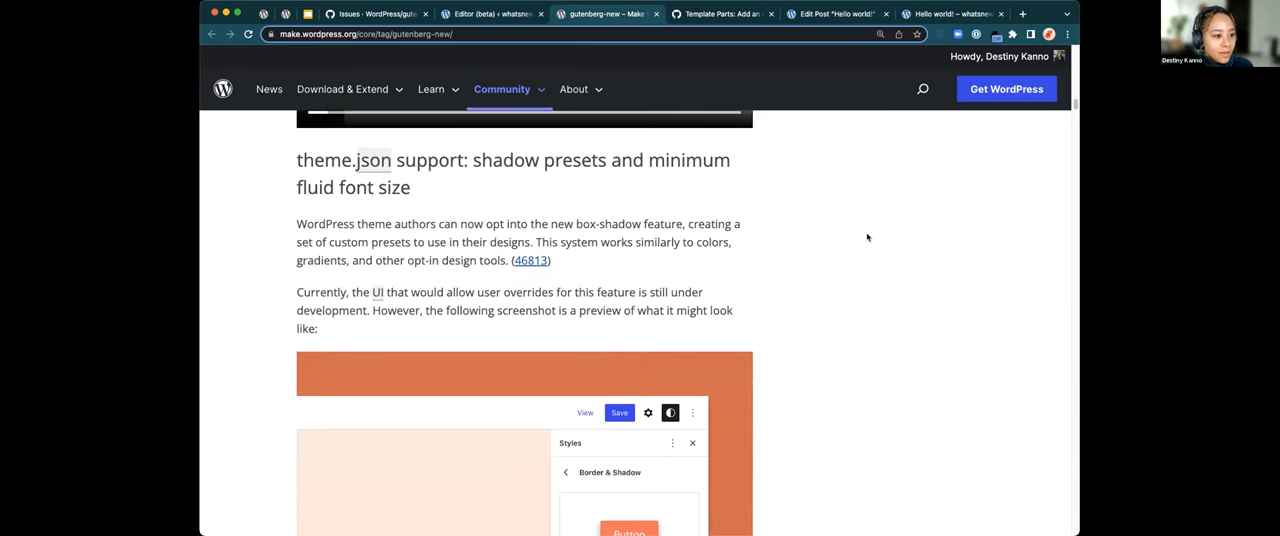 Issues · WordPress/gute
Editor (beta) ‹ whatsnew
gutenberg-new – Make
Template Parts: Add an
Edit Post "Hello world!"
Hello world! – whatsnew
make.wordpress.org/core/tag/gutenberg-new/
Off
Howdy, Destiny Kanno
News
Download & Extend
Learn
Community
About
Get WordPress
theme.json support: shadow presets and minimum
fluid font size
WordPress theme authors can now opt into the new box-shadow feature, creating a
set of custom presets to use in their designs. This system works similarly to colors,
gradients, and other opt-in design tools. (46813)
Currently, the UI that would allow user overrides for this feature is still under
development. However, the following screenshot is a preview of what it might look
like:
View
Save
Styles
Border & Shadow
Button
Destiny Kanno